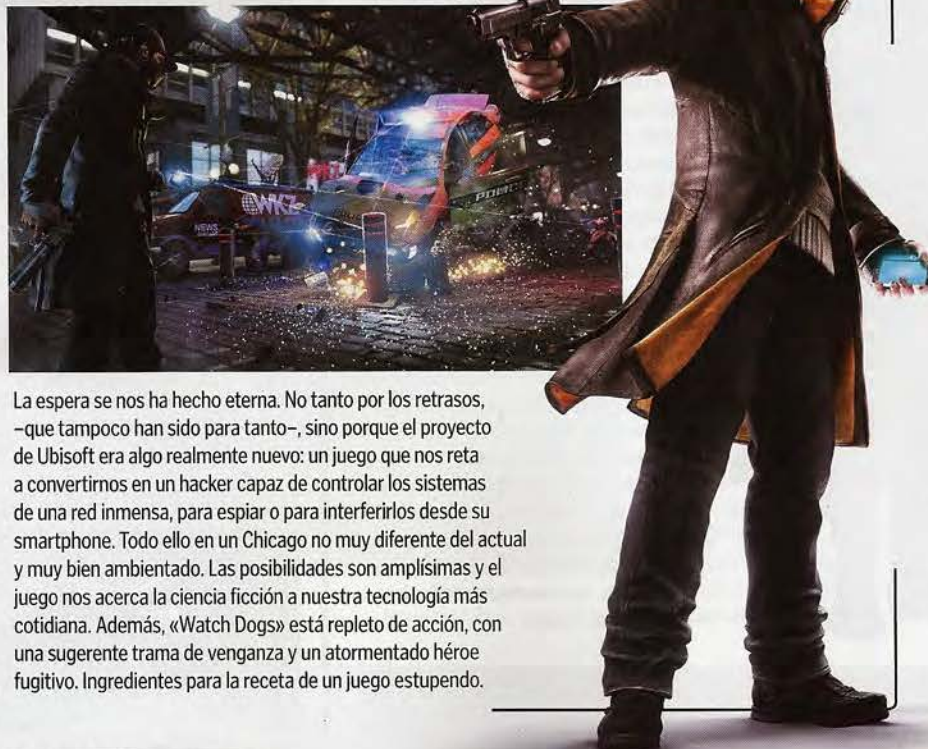 WKZ
NEWS
POLICE
La espera se nos ha hecho eterna. No tanto por los retrasos,
–que tampoco han sido para tanto–, sino porque el proyecto
de Ubisoft era algo realmente nuevo: un juego que nos reta
a convertirnos en un hacker capaz de controlar los sistemas
de una red inmensa, para espiar o para interferirlos desde su
smartphone. Todo ello en un Chicago no muy diferente del actual
y muy bien ambientado. Las posibilidades son amplísimas y el
juego nos acerca la ciencia ficción a nuestra tecnología más
cotidiana. Además, «Watch Dogs» está repleto de acción, con
una sugerente trama de venganza y un atormentado héroe
fugitivo. Ingredientes para la receta de un juego estupendo.